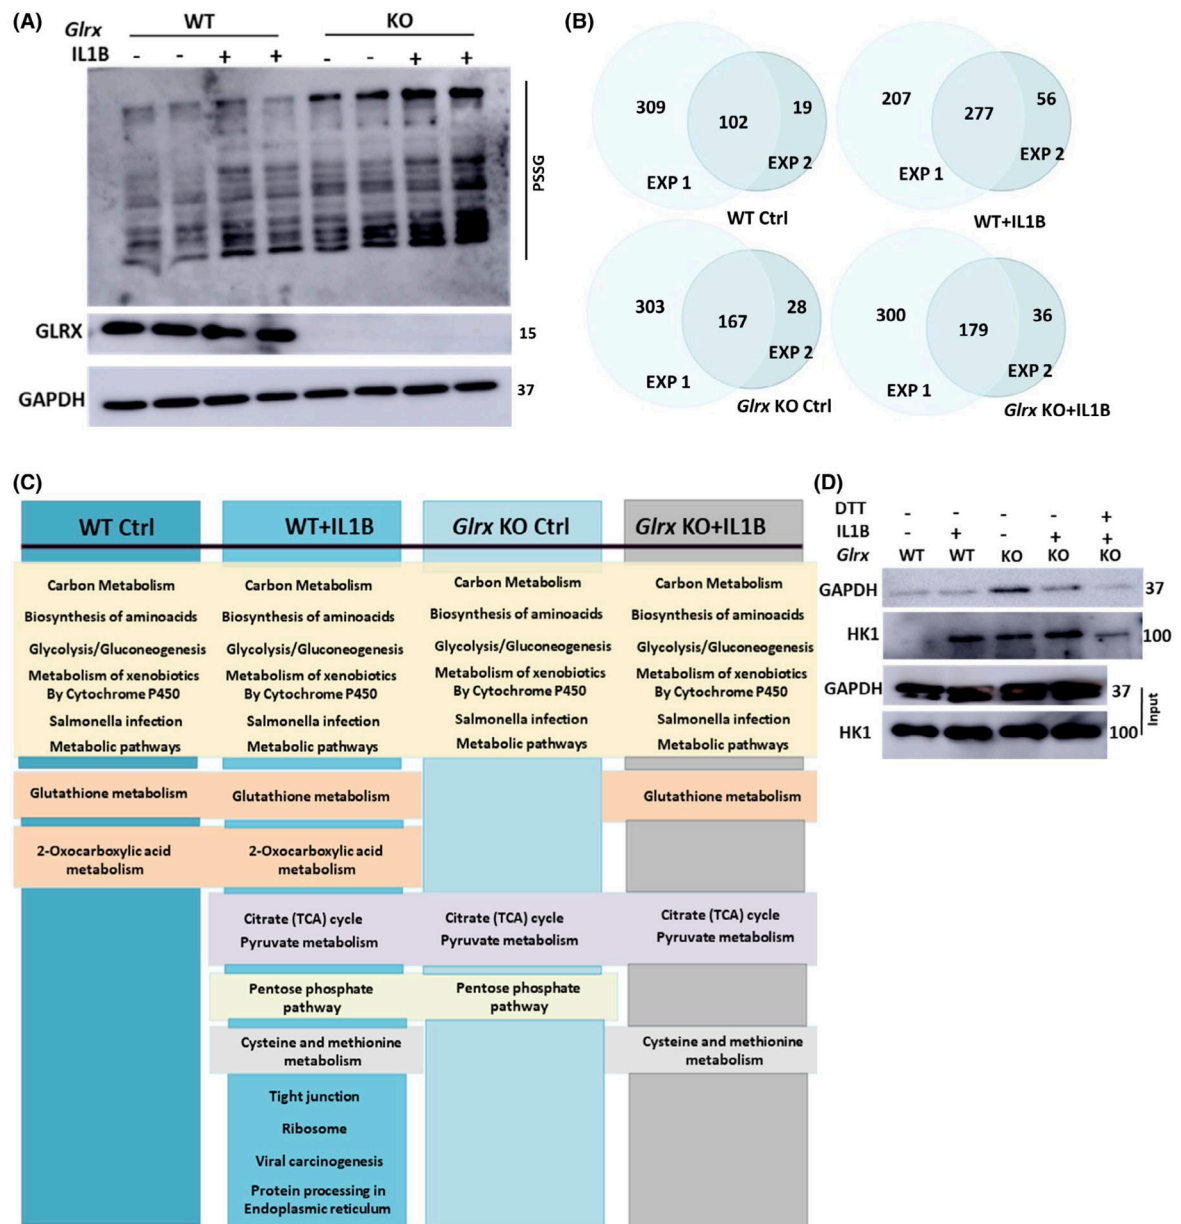 (A)
Glrx WT KO
IL1B - - + + - - + +
PSSG
GLRX 15
GAPDH 37
(B)
309 102 19
EXP 1 EXP 2
WT Ctrl
207 277 56
EXP 1 EXP 2
WT+IL1B
303 167 28
EXP 1 EXP 2
Glrx KO Ctrl
300 179 36
EXP 1 EXP 2
Glrx KO+IL1B
(C)
WT Ctrl WT+IL1B Glrx KO Ctrl Glrx KO+IL1B
Carbon Metabolism Carbon Metabolism Carbon Metabolism Carbon Metabolism
Biosynthesis of aminoacids Biosynthesis of aminoacids Biosynthesis of aminoacids Biosynthesis of aminoacids
Glycolysis/Gluconeogenesis Glycolysis/Gluconeogenesis Glycolysis/Gluconeogenesis Glycolysis/Gluconeogenesis
Metabolism of xenobiotics Metabolism of xenobiotics Metabolism of xenobiotics Metabolism of xenobiotics
By Cytochrome P450 By Cytochrome P450 By Cytochrome P450 By Cytochrome P450
Salmonella infection Salmonella infection Salmonella infection Salmonella infection
Metabolic pathways Metabolic pathways Metabolic pathways Metabolic pathways
Glutathione metabolism Glutathione metabolism Glutathione metabolism
2-Oxocarboxylic acid 2-Oxocarboxylic acid
metabolism metabolism
Citrate (TCA) cycle Citrate (TCA) cycle Citrate (TCA) cycle
Pyruvate metabolism Pyruvate metabolism Pyruvate metabolism
Pentose phosphate Pentose phosphate
pathway pathway
Cysteine and methionine Cysteine and methionine
metabolism metabolism
Tight junction
Ribosome
Viral carcinogenesis
Protein processing in
Endoplasmic reticulum
(D)
DTT - - - - +
IL1B - + - + +
Glrx WT WT KO KO KO
GAPDH 37
HK1 100
GAPDH 37
HK1 100
Input